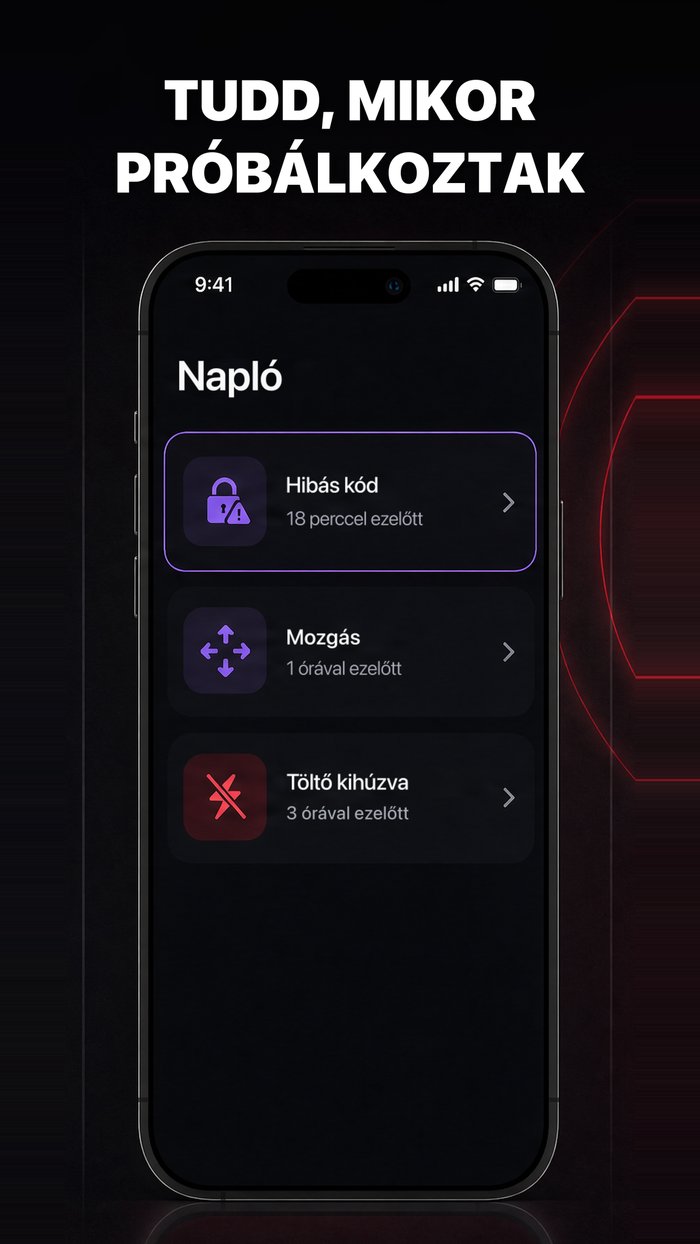 TUDD, MIKOR
PRÓBÁLKOZTAK
9:41
Napló
Hibás kód
18 perccel ezelőtt
Mozgás
1 órával ezelőtt
Töltő kihúzva
3 órával ezelőtt